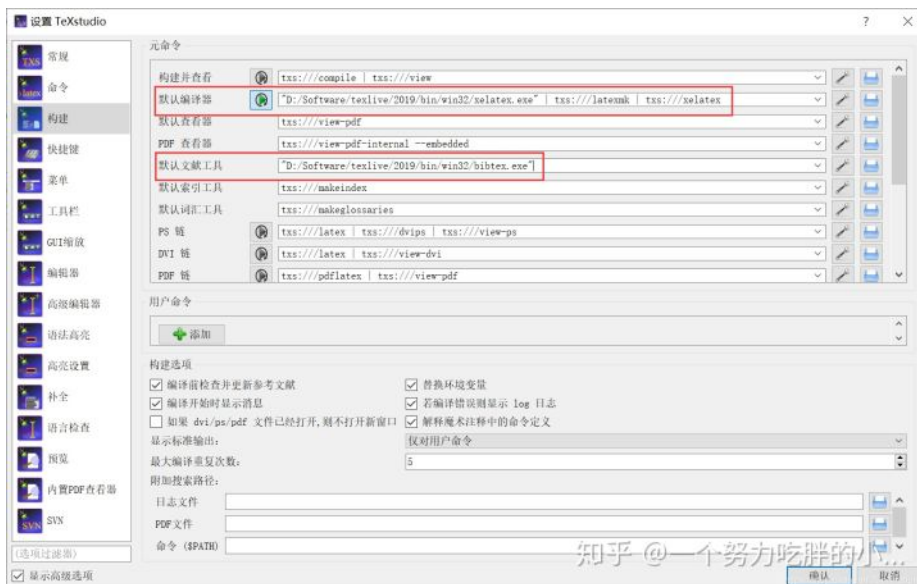 设置 TeXstudio
元命令
常规
命令
构建
快捷键
菜单
工具栏
GUI缩放
编辑器
高级编辑器
语法高亮
高亮设置
补全
语言检查
预览
内置PDF查看器
SVN
(选项过滤器)
显示高级选项
构建并查看 txs:///compile | txs:///view
默认编译器 "D:/Software/texlive/2019/bin/win32/xelatex.exe" | txs:///latexmk | txs:///xelatex
默认查看器 txs:///view-pdf
PDF 查看器 txs:///view-pdf-internal --embedded
默认文献工具 "D:/Software/texlive/2019/bin/win32/bibtex.exe"
默认索引工具 txs:///makeindex
默认词汇工具 txs:///makeglossaries
PS 链 txs:///latex | txs:///dvips | txs:///view-ps
DVI 链 txs:///latex | txs:///view-dvi
PDF 链 txs:///pdflatex | txs:///view-pdf
用户命令
添加
构建选项
编译前检查并更新参考文献 替换环境变量
编译开始时显示消息 若编译错误则显示 log 日志
如果 dvi/ps/pdf 文件已经打开,则不打开新窗口 解释魔术注释中的命令定义
显示标准输出: 仅对用户命令
最大编译重复次数: 5
附加搜索路径:
日志文件
PDF文件
命令 ($PATH)
知乎 @一个努力吃胖的小...
确认 取消